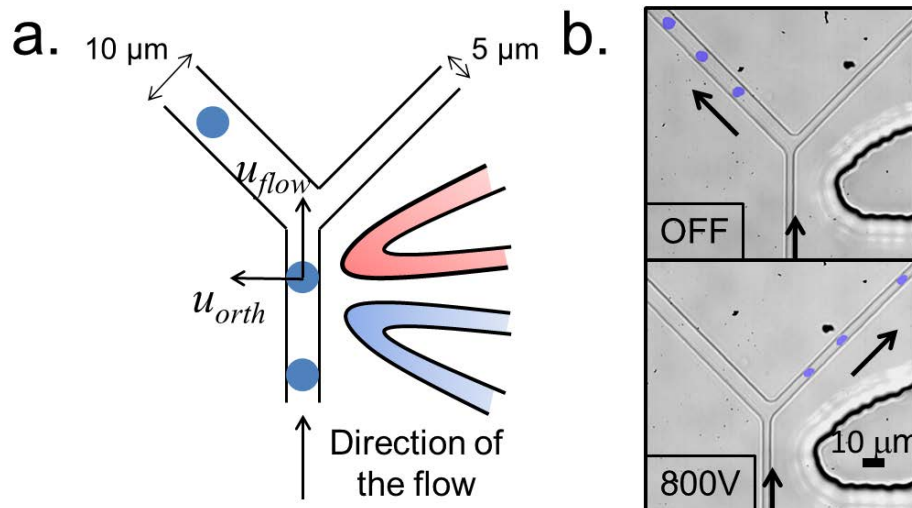 a.
10 µm
5 µm
u_flow
u_orth
Direction of
the flow
b.
OFF
10 µm
800V